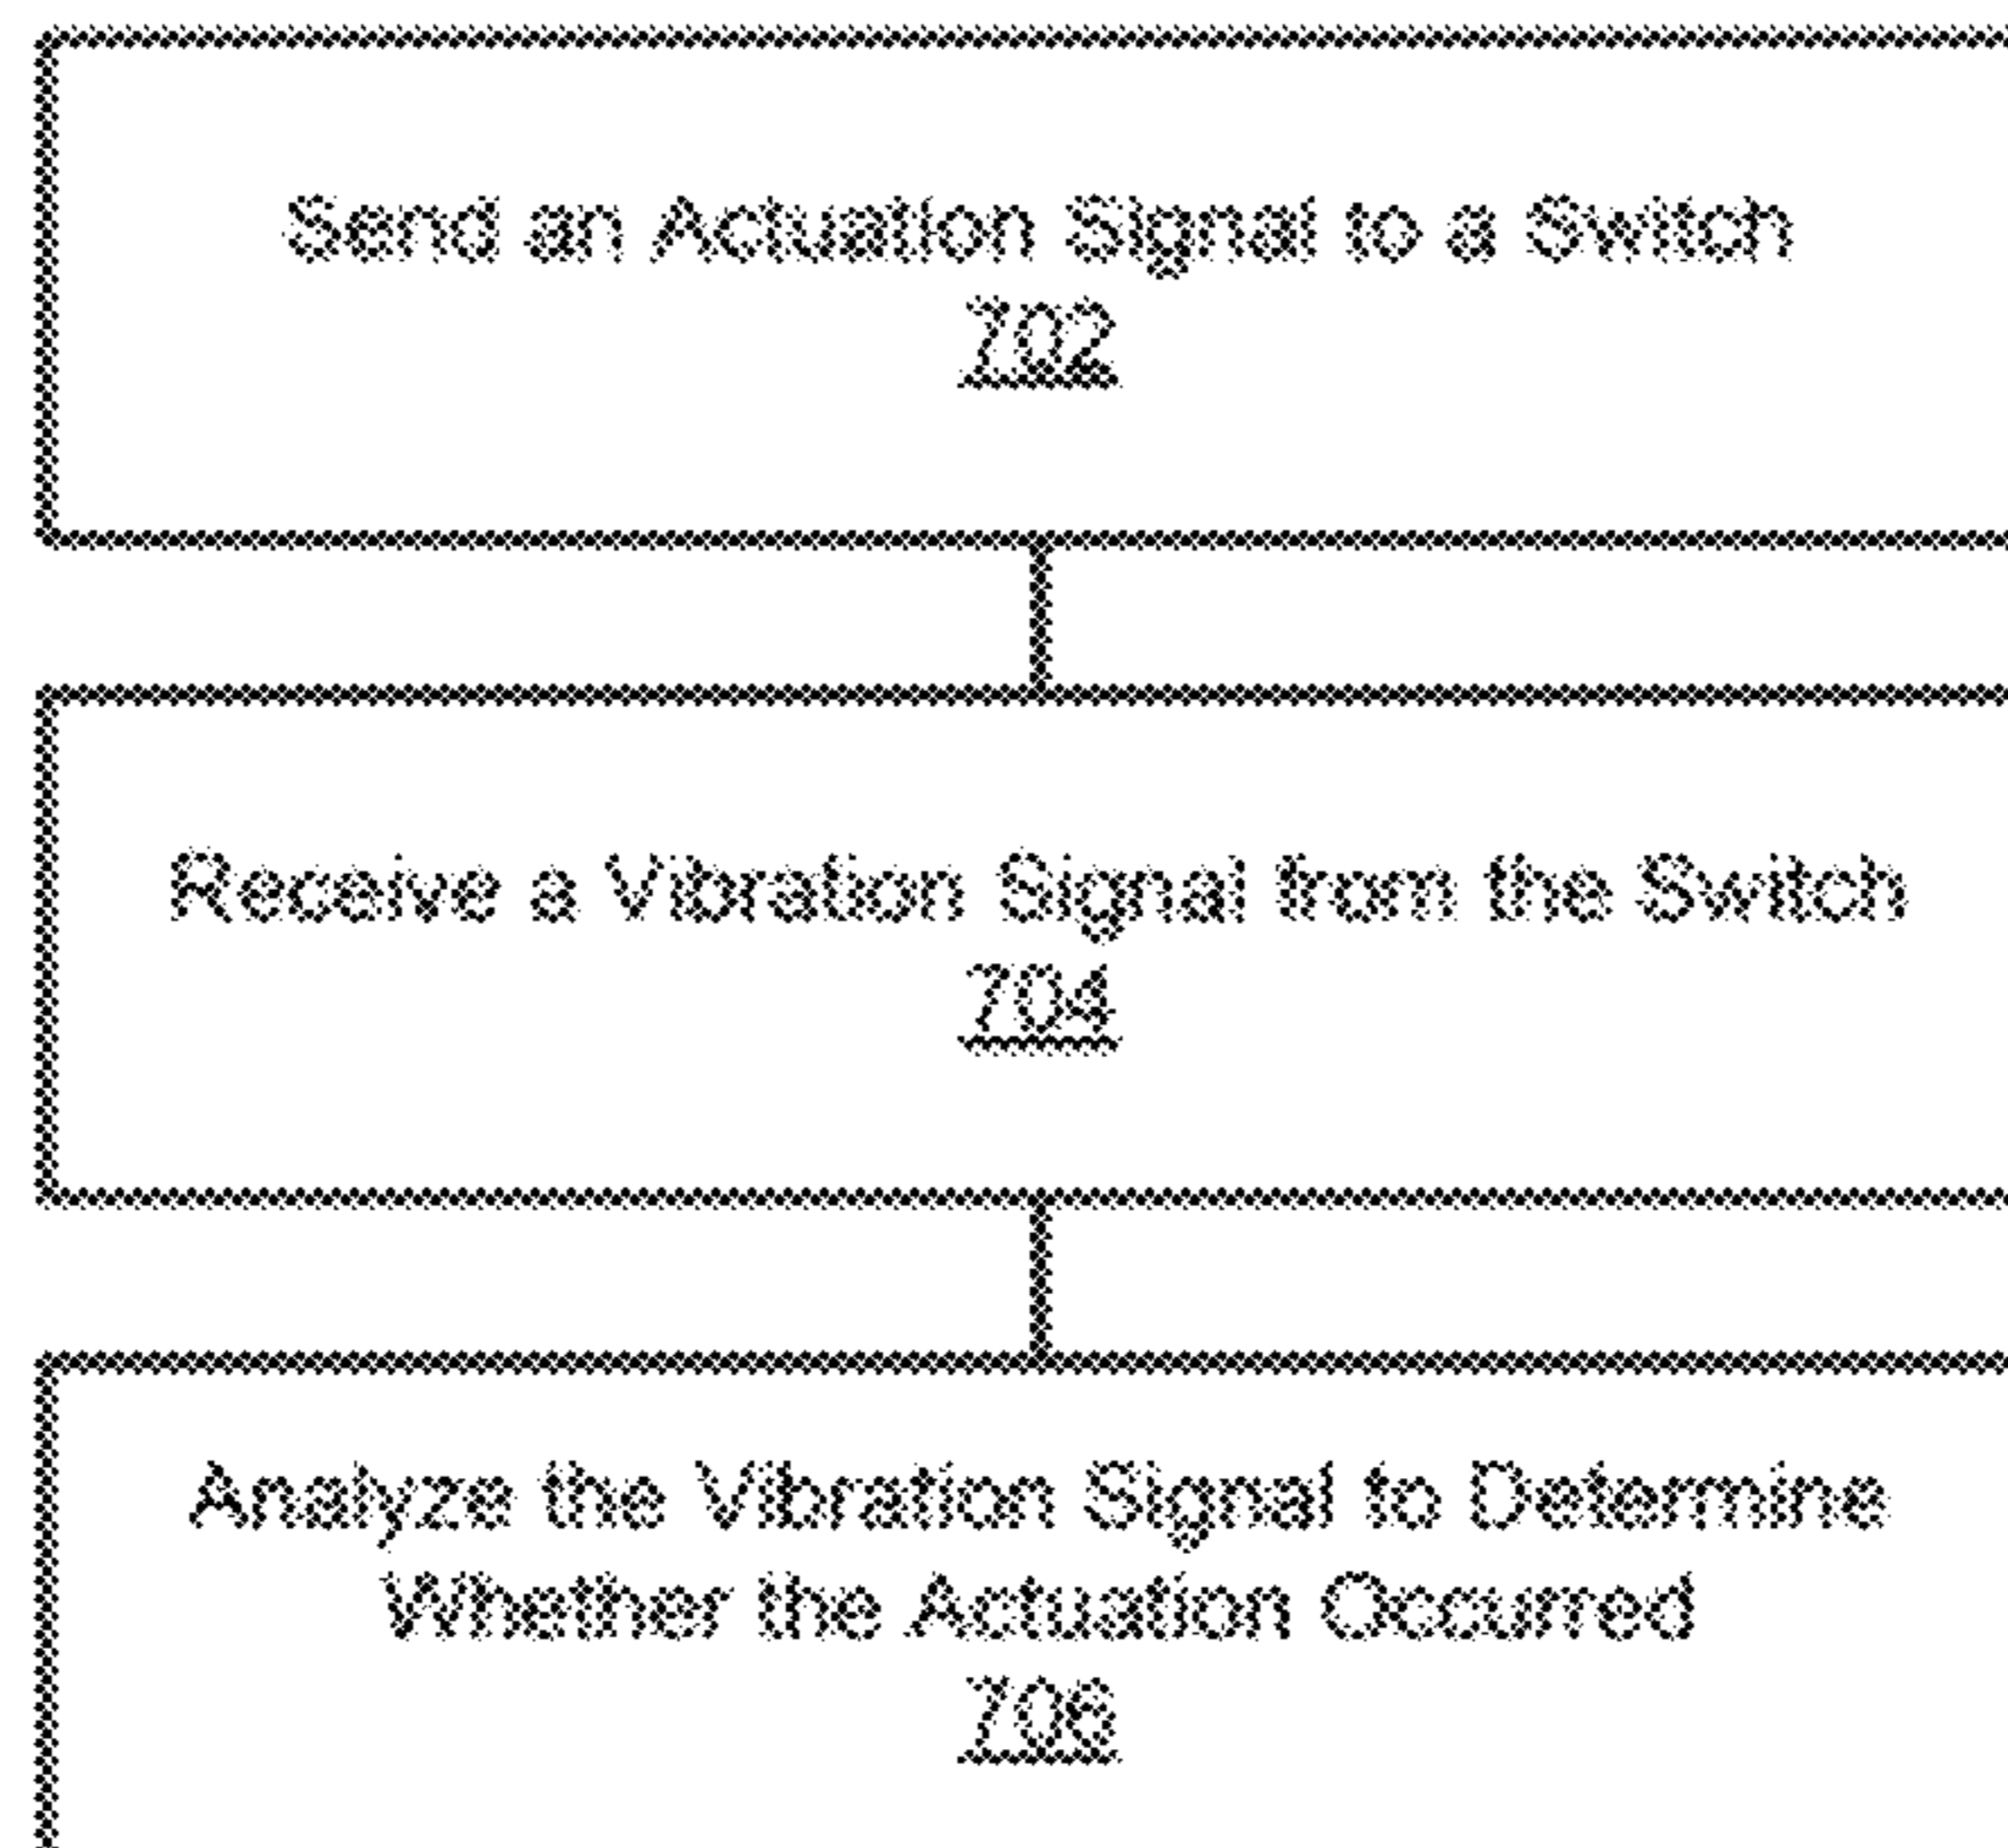 Send an Actuation Signal to a Switch
702
Receive a Vibration Signal from the Switch
704
Analyze the Vibration Signal to Determine
Whether the Actuation Occurred
706